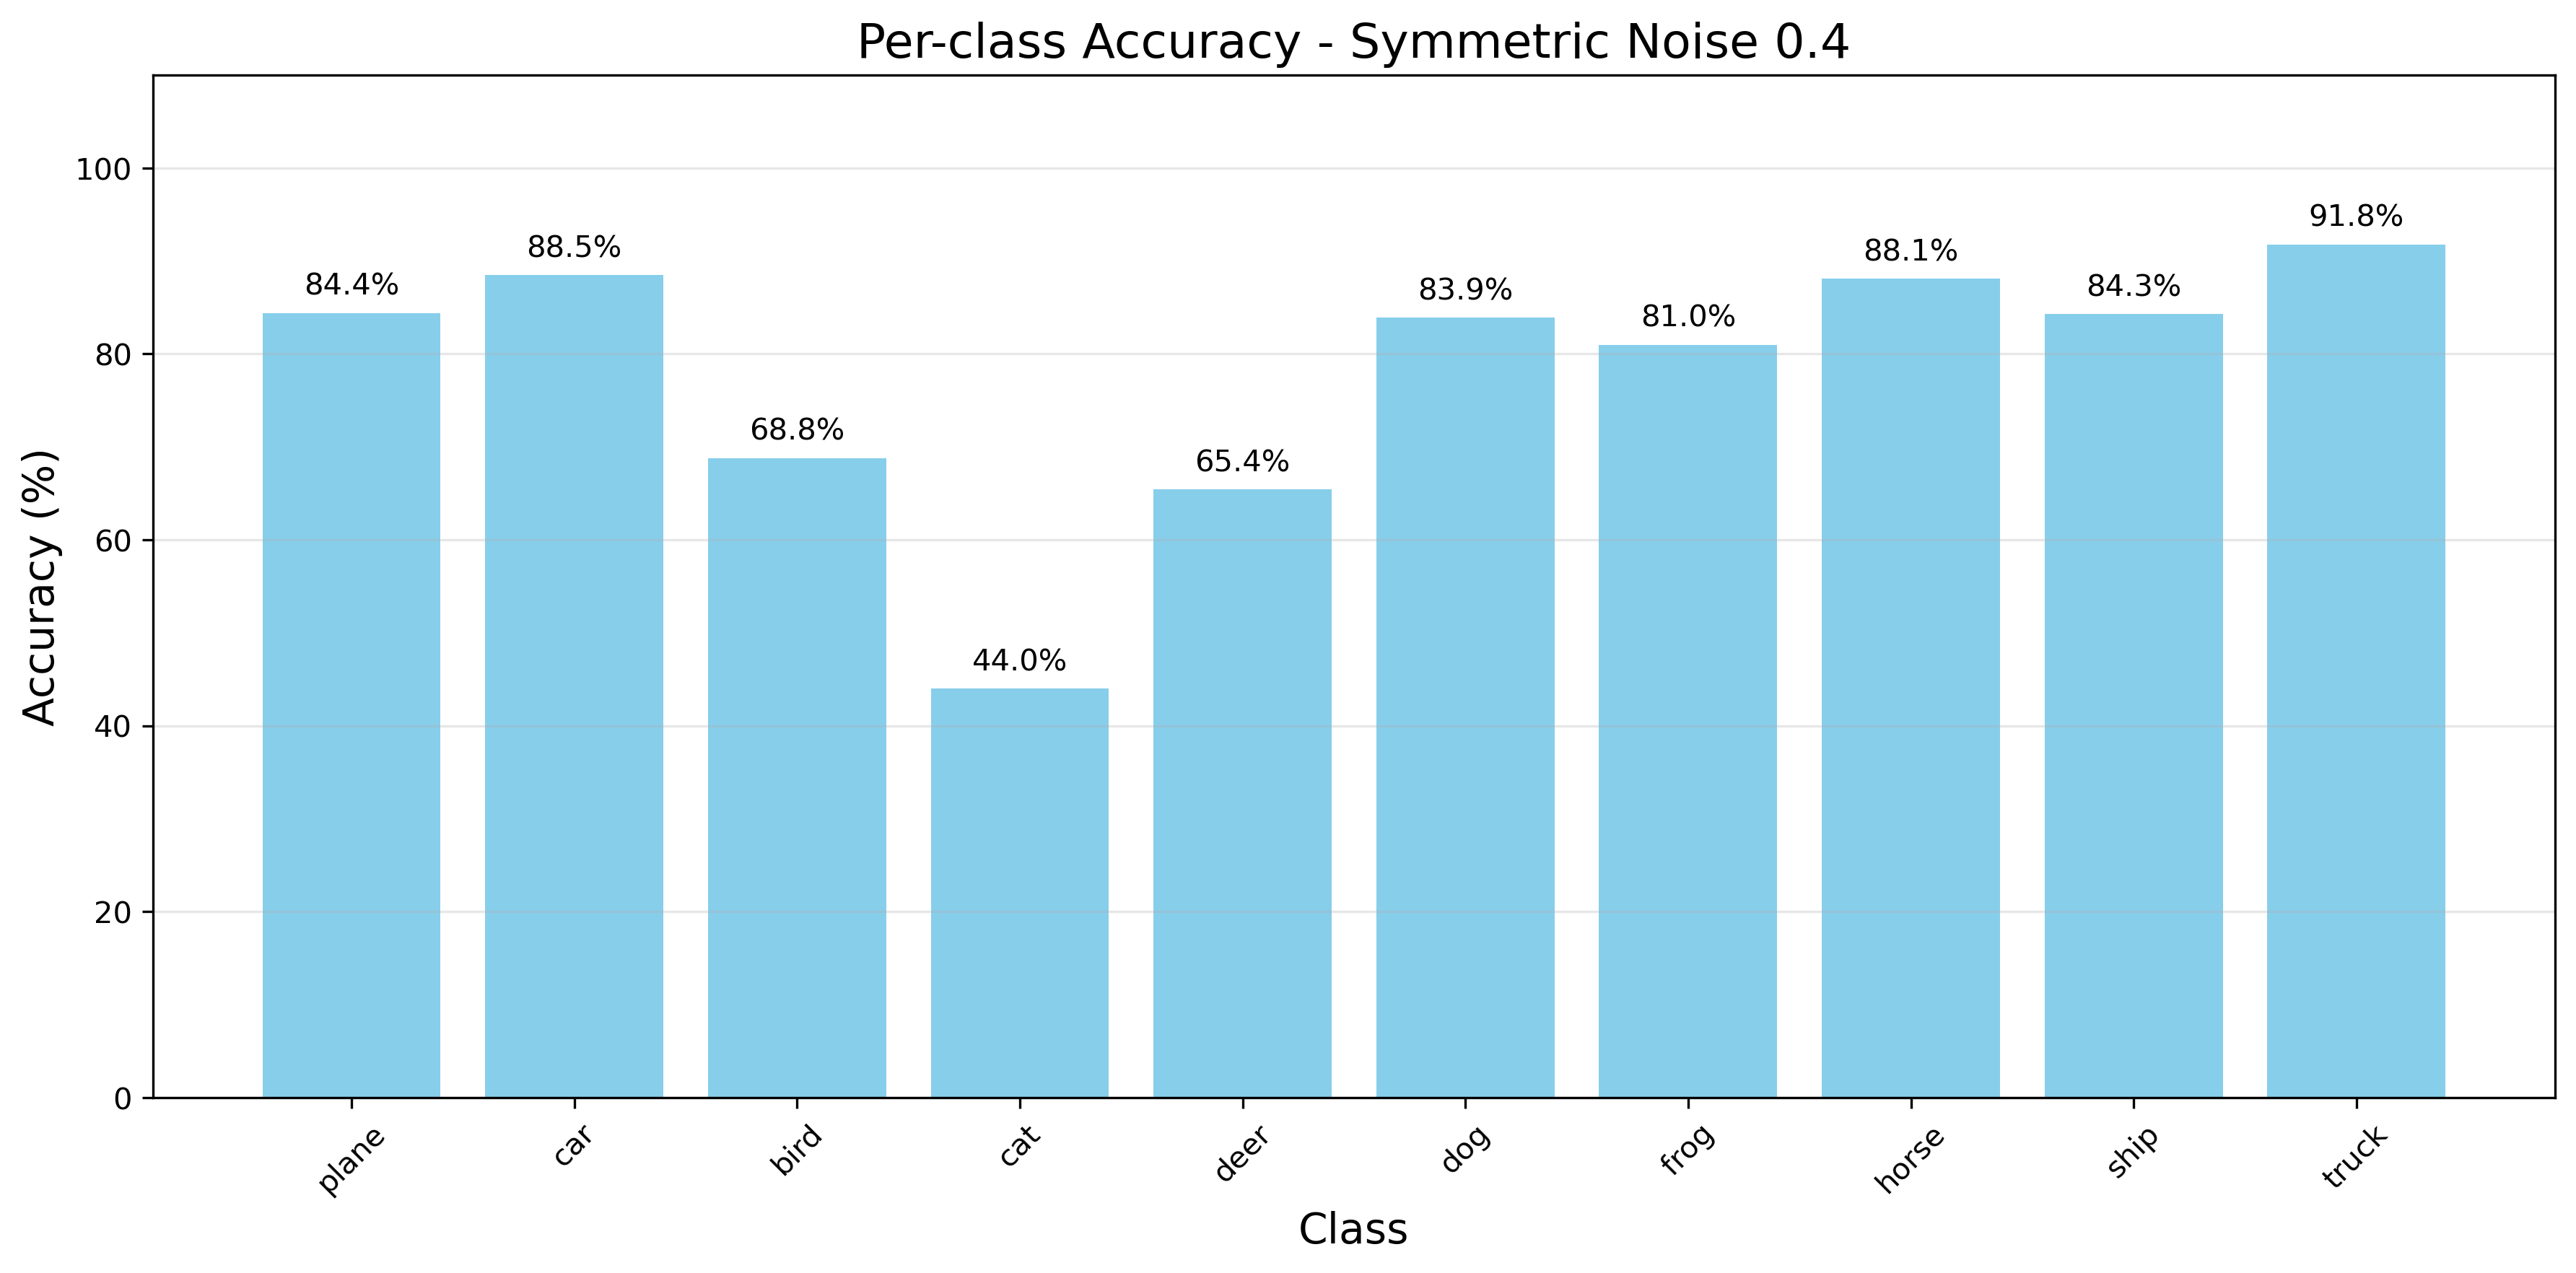 Per-class Accuracy - Symmetric Noise 0.4
Accuracy (%)
100
80
60
40
20
0
84.4%
88.5%
68.8%
44.0%
65.4%
83.9%
81.0%
88.1%
84.3%
91.8%
plane
car
bird
cat
deer
dog
frog
horse
ship
truck
Class